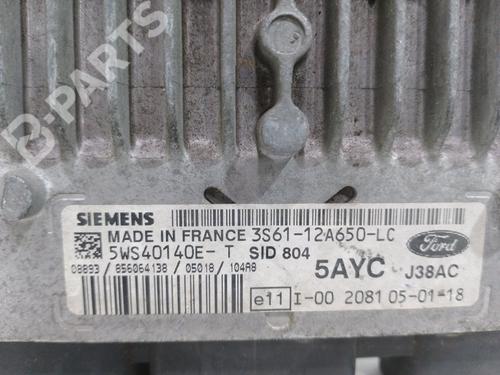 B-PARTS
SIEMENS
MADE IN FRANCE 3S61-12A650-LC
5WS40140E- T SID 804
Ford
08893 / 856064138 / 05018 / 104A8
5AYC J38AC
e11 I-00 2081 05-01-18